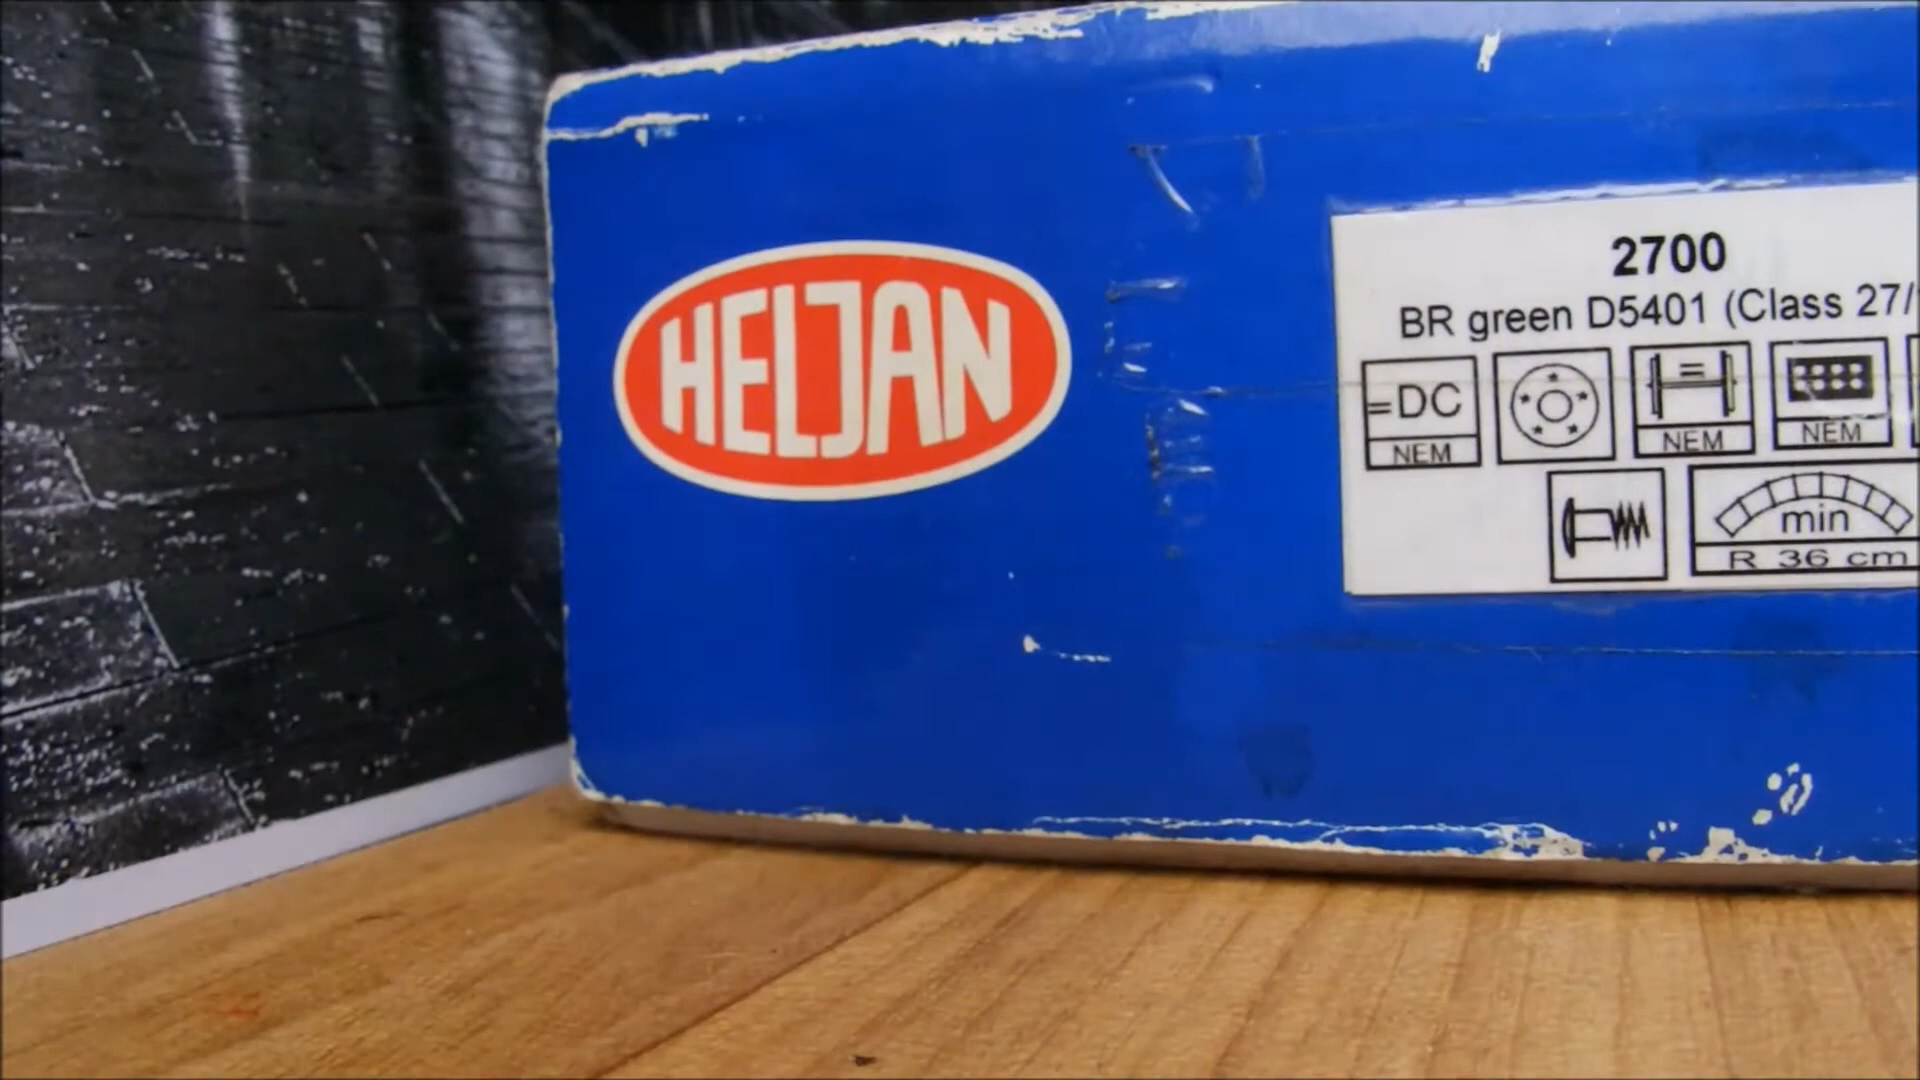 HELJAN
2700
BR green D5401 (Class 27/
=DC
NEM
NEM
NEM
min
R 36 cm